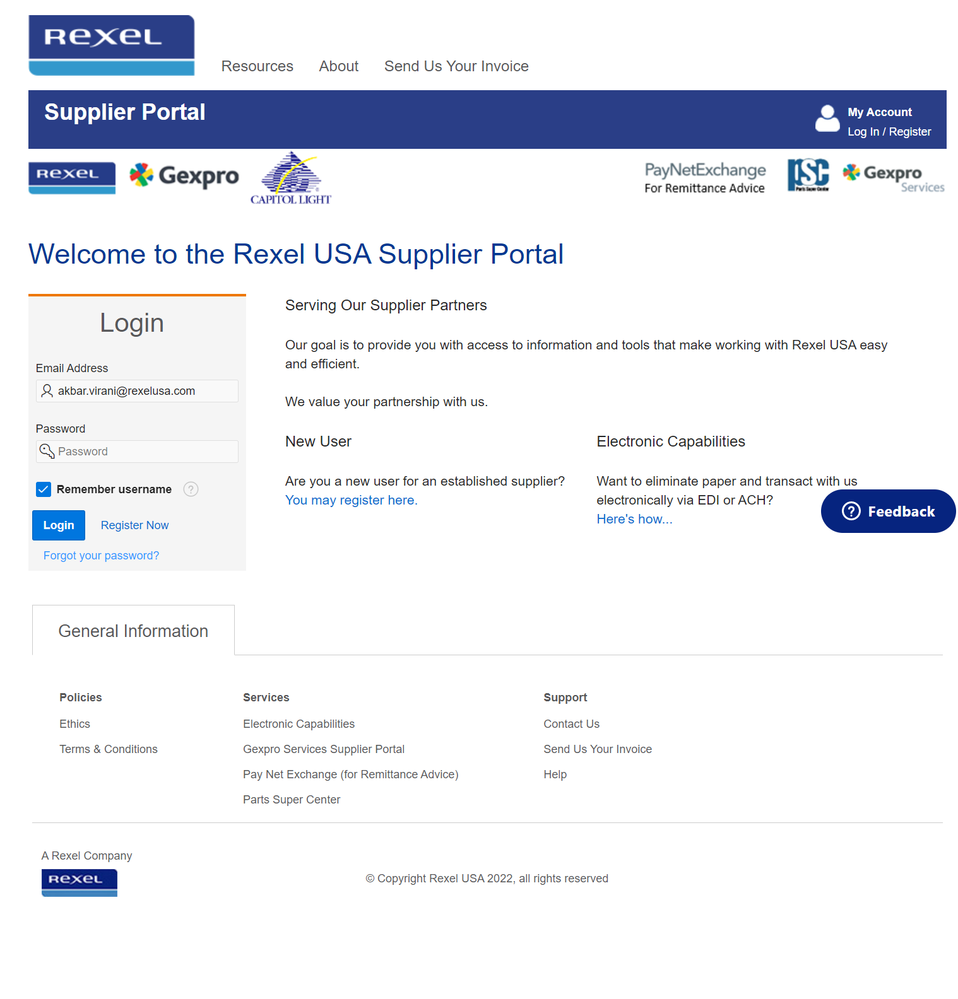 REXEL
Resources About Send Us Your Invoice
Supplier Portal
My Account
Log In / Register
REXEL Gexpro CAPITOL LIGHT
PayNetExchange
For Remittance Advice
PSC
Parts Super Center
Gexpro
Services
Welcome to the Rexel USA Supplier Portal
Login
Email Address
akbar.virani@rexelusa.com
Password
Password
Remember username ?
Login Register Now
Forgot your password?
Serving Our Supplier Partners
Our goal is to provide you with access to information and tools that make working with Rexel USA easy
and efficient.
We value your partnership with us.
New User
Are you a new user for an established supplier?
You may register here.
Electronic Capabilities
Want to eliminate paper and transact with us
electronically via EDI or ACH?
Here's how...
? Feedback
General Information
Policies
Ethics
Terms & Conditions
Services
Electronic Capabilities
Gexpro Services Supplier Portal
Pay Net Exchange (for Remittance Advice)
Parts Super Center
Support
Contact Us
Send Us Your Invoice
Help
A Rexel Company
REXEL
© Copyright Rexel USA 2022, all rights reserved